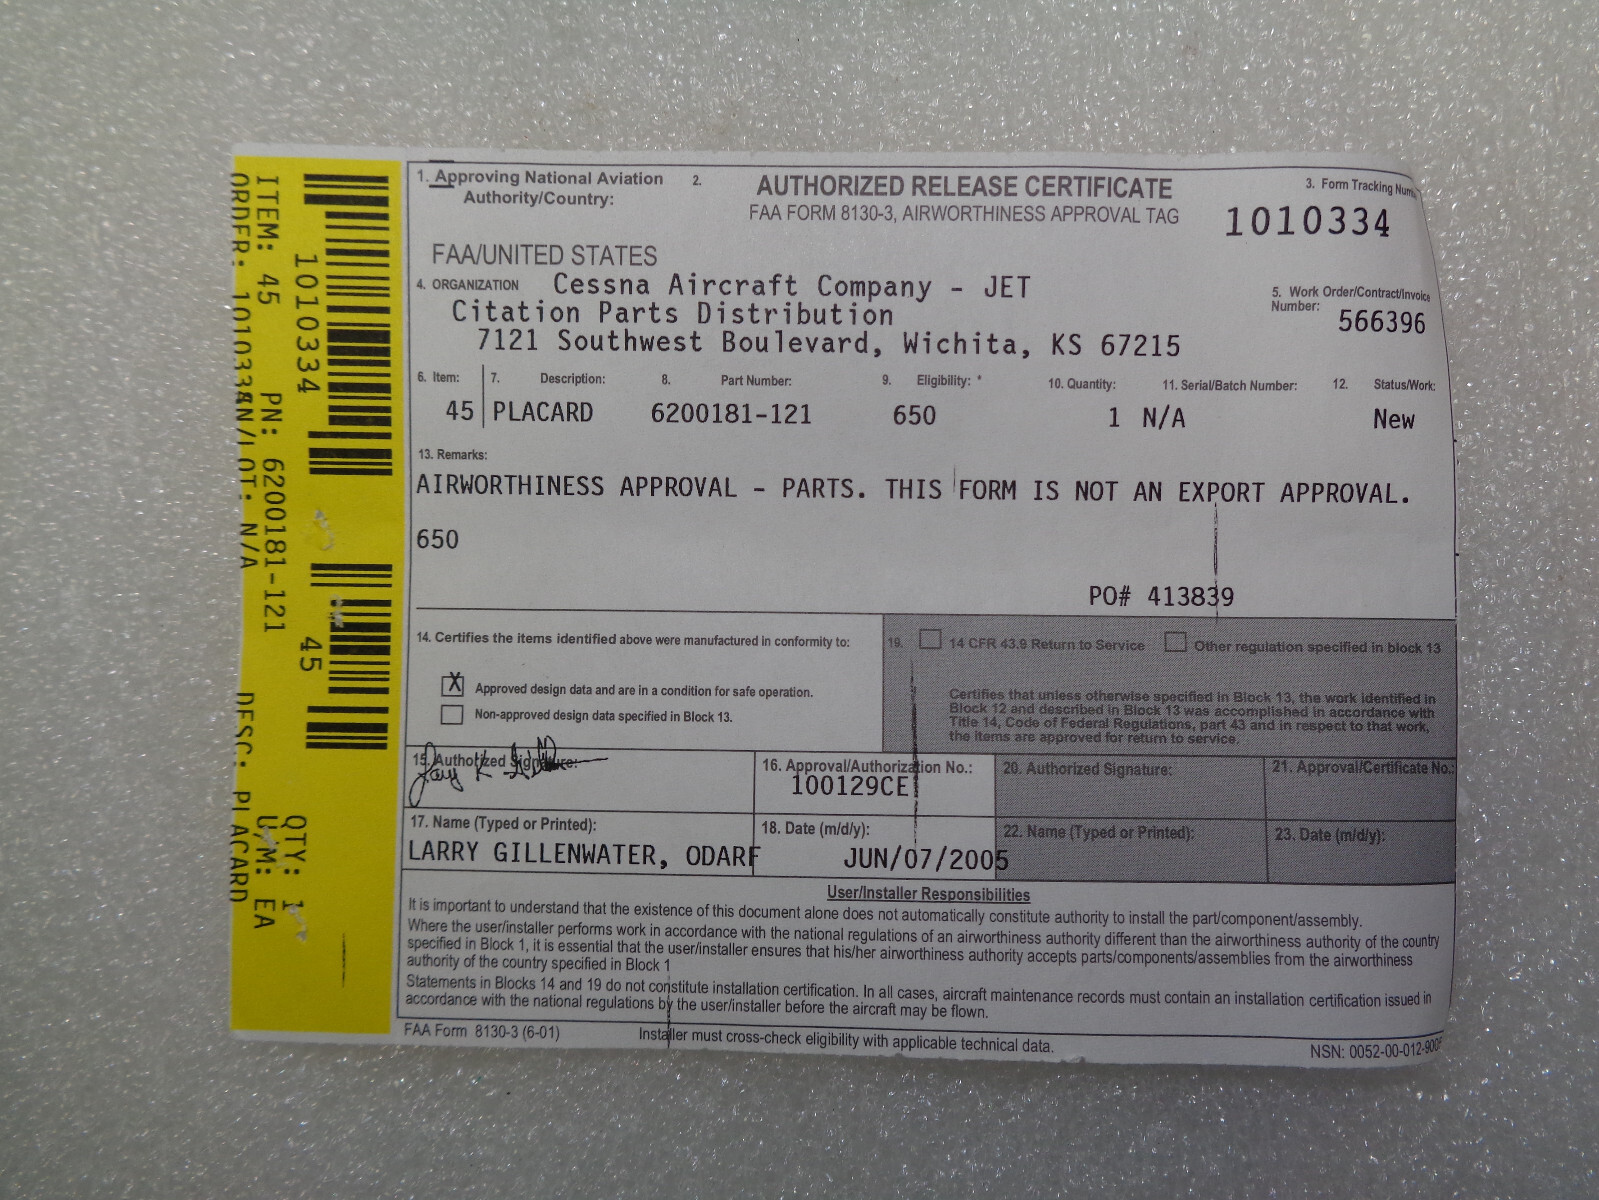 1. Approving National Aviation Authority/Country:
FAA/UNITED STATES
2.
AUTHORIZED RELEASE CERTIFICATE
FAA FORM 8130-3, AIRWORTHINESS APPROVAL TAG
3. Form Tracking Num
1010334
4. ORGANIZATION Cessna Aircraft Company - JET
Citation Parts Distribution
7121 Southwest Boulevard, Wichita, KS 67215
5. Work Order/Contract/Invoice
Number: 566396
6. Item: 7. Description: 8. Part Number: 9. Eligibility: * 10. Quantity: 11. Serial/Batch Number: 12. Status/Work:
45 PLACARD 6200181-121 650 1 N/A New
13. Remarks:
AIRWORTHINESS APPROVAL - PARTS. THIS FORM IS NOT AN EXPORT APPROVAL.
650
PO# 413839
14. Certifies the items identified above were manufactured in conformity to:
X Approved design data and are in a condition for safe operation.
Non-approved design data specified in Block 13.
19. 14 CFR 43.9 Return to Service Other regulation specified in block 13
Certifies that unless otherwise specified in Block 13, the work identified in
Block 12 and described in Block 13 was accomplished in accordance with
Title 14, Code of Federal Regulations, part 43 and in respect to that work,
the items are approved for return to service.
15. Authorized Signature:
16. Approval/Authorization No.:
100129CE
20. Authorized Signature:
21. Approval/Certificate No.:
17. Name (Typed or Printed):
LARRY GILLENWATER, ODARF
18. Date (m/d/y):
JUN/07/2005
22. Name (Typed or Printed):
23. Date (m/d/y):
User/Installer Responsibilities
It is important to understand that the existence of this document alone does not automatically constitute authority to install the part/component/assembly.
Where the user/installer performs work in accordance with the national regulations of an airworthiness authority different than the airworthiness authority of the country
specified in Block 1, it is essential that the user/installer ensures that his/her airworthiness authority accepts parts/components/assemblies from the airworthiness
authority of the country specified in Block 1
Statements in Blocks 14 and 19 do not constitute installation certification. In all cases, aircraft maintenance records must contain an installation certification issued in
accordance with the national regulations by the user/installer before the aircraft may be flown.
FAA Form 8130-3 (6-01)
Installer must cross-check eligibility with applicable technical data.
NSN: 0052-00-012-900
1010334
45
QTY: 1
ITEM: 45 PN: 6200181-121 U/M: EA
ORDER: 1010334 SN/LOT: N/A DESC: PLACARD